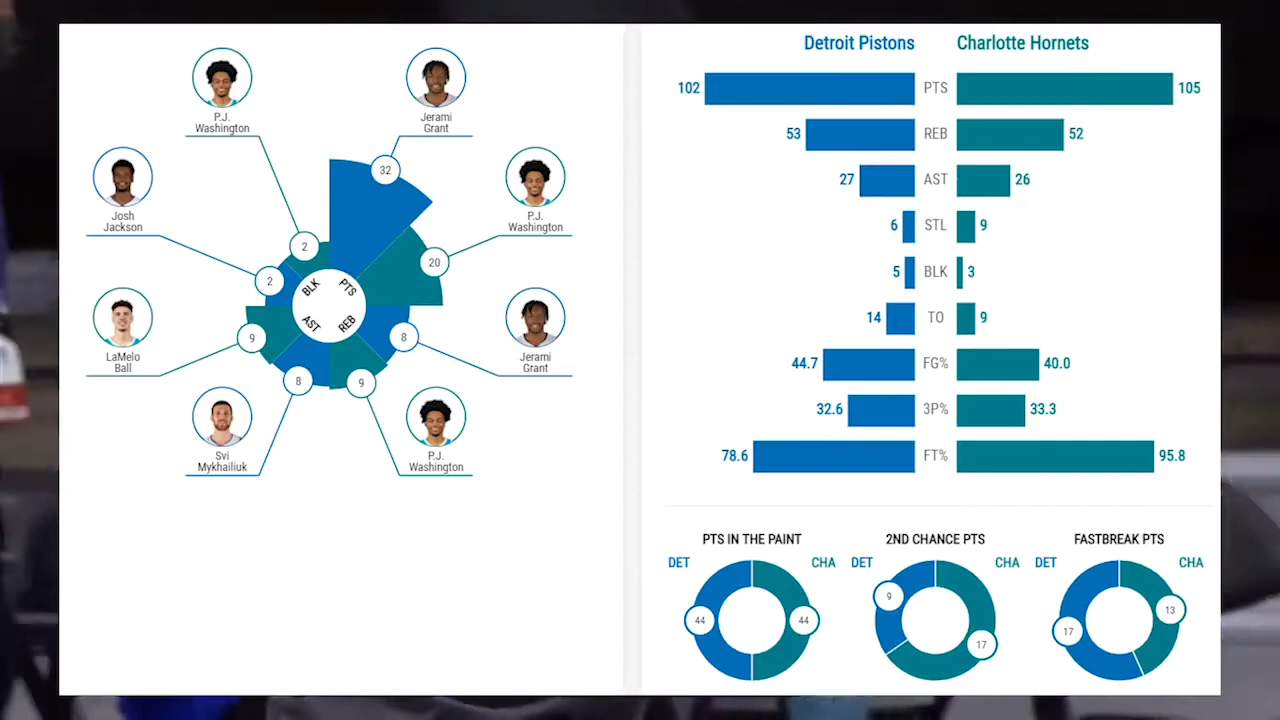 P.J.
Washington
Jerami
Grant
32
Josh
Jackson
P.J.
Washington
2
20
2
BLK
PTS
AST
REB
LaMelo
Ball
9
8
Jerami
Grant
8
9
Svi
Mykhailiuk
P.J.
Washington
Detroit Pistons
Charlotte Hornets
102 PTS 105
53 REB 52
27 AST 26
6 STL 9
5 BLK 3
14 TO 9
44.7 FG% 40.0
32.6 3P% 33.3
78.6 FT% 95.8
PTS IN THE PAINT
DET CHA
44 44
2ND CHANCE PTS
DET CHA
9 17
FASTBREAK PTS
DET CHA
17 13